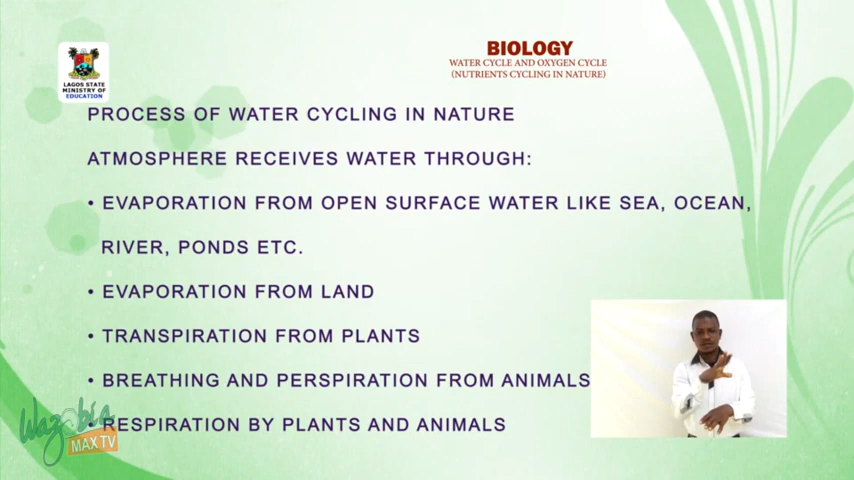 BIOLOGY
WATER CYCLE AND OXYGEN CYCLE
(NUTRIENTS CYCLING IN NATURE)
LAGOS STATE
MINISTRY OF
EDUCATION
PROCESS OF WATER CYCLING IN NATURE
ATMOSPHERE RECEIVES WATER THROUGH:
• EVAPORATION FROM OPEN SURFACE WATER LIKE SEA, OCEAN,
RIVER, PONDS ETC.
• EVAPORATION FROM LAND
• TRANSPIRATION FROM PLANTS
• BREATHING AND PERSPIRATION FROM ANIMALS
• RESPIRATION BY PLANTS AND ANIMALS
Wazobia
MAX TV